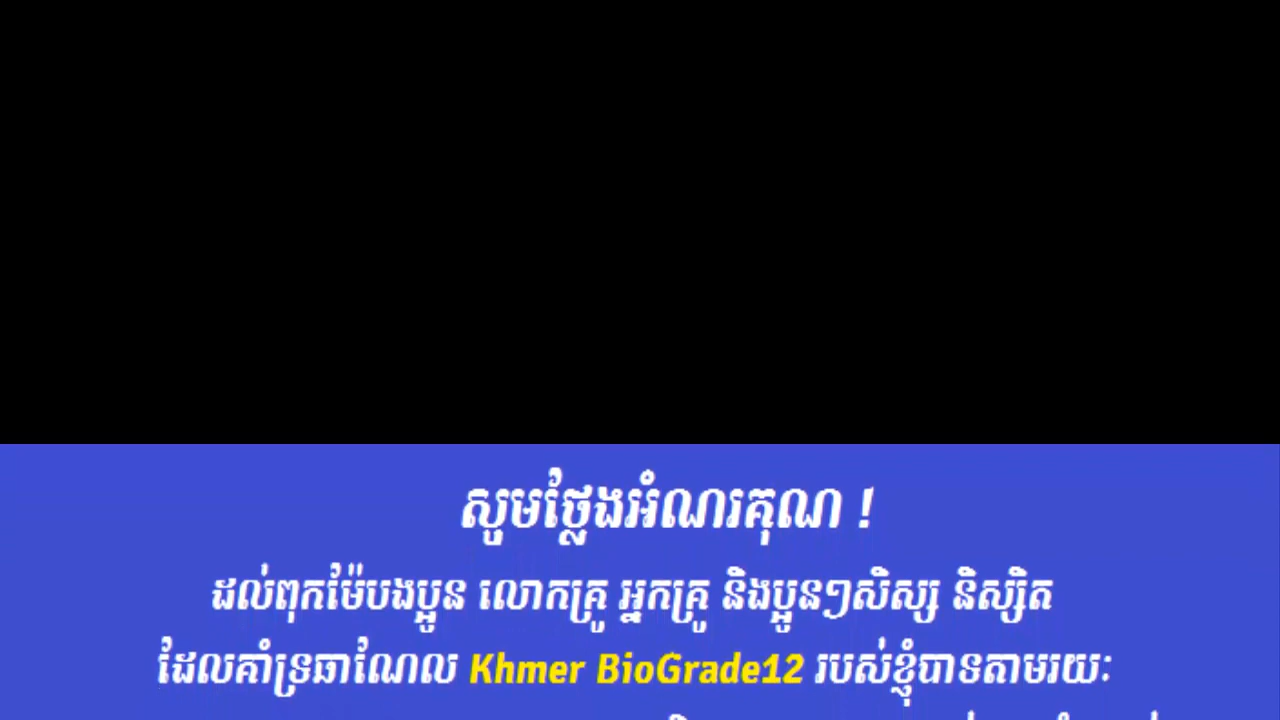 សូមថ្លែងអំណរគុណ !
ដល់ពុកម៉ែបងប្អូន លោកគ្រូ អ្នកគ្រូ និងប្អូនៗសិស្ស និស្សិត
ដែលគាំទ្រឆាណែល Khmer BioGrade12 របស់ខ្ញុំបាទតាមរយៈ